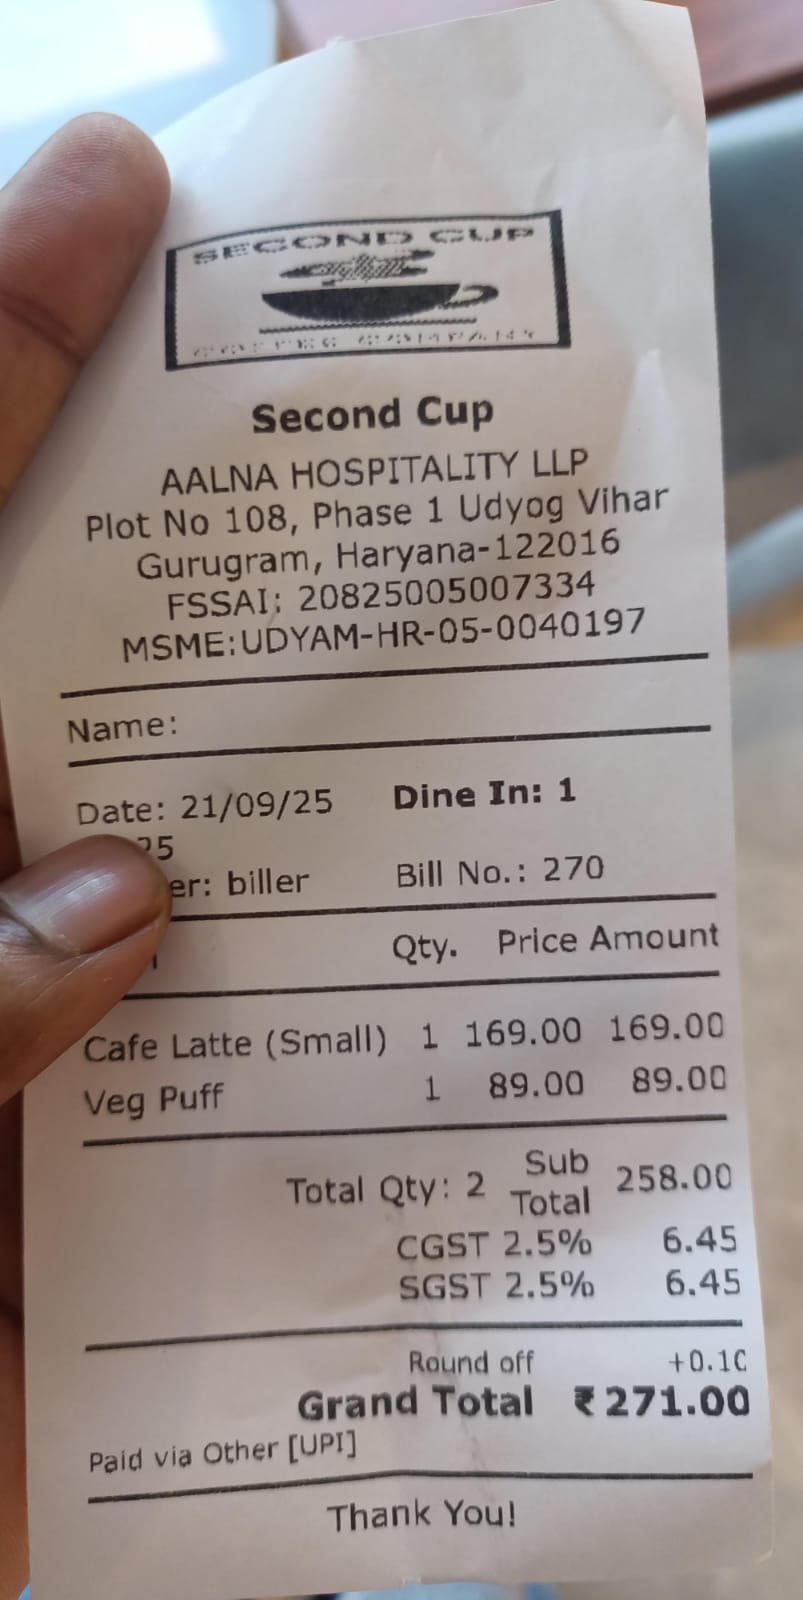 SECOND CUP
COFFEE COMPANY
Second Cup
AALNA HOSPITALITY LLP
Plot No 108, Phase 1 Udyog Vihar
Gurugram, Haryana-122016
FSSAI: 20825005007334
MSME:UDYAM-HR-05-0040197
Name:
Date: 21/09/25 Dine In: 1
biller Bill No.: 270
Qty. Price Amount
Cafe Latte (Small) 1 169.00 169.00
Veg Puff 1 89.00 89.00
Total Qty: 2 Sub Total 258.00
CGST 2.5% 6.45
SGST 2.5% 6.45
Round off +0.10
Grand Total ₹271.00
Paid via Other [UPI]
Thank You!